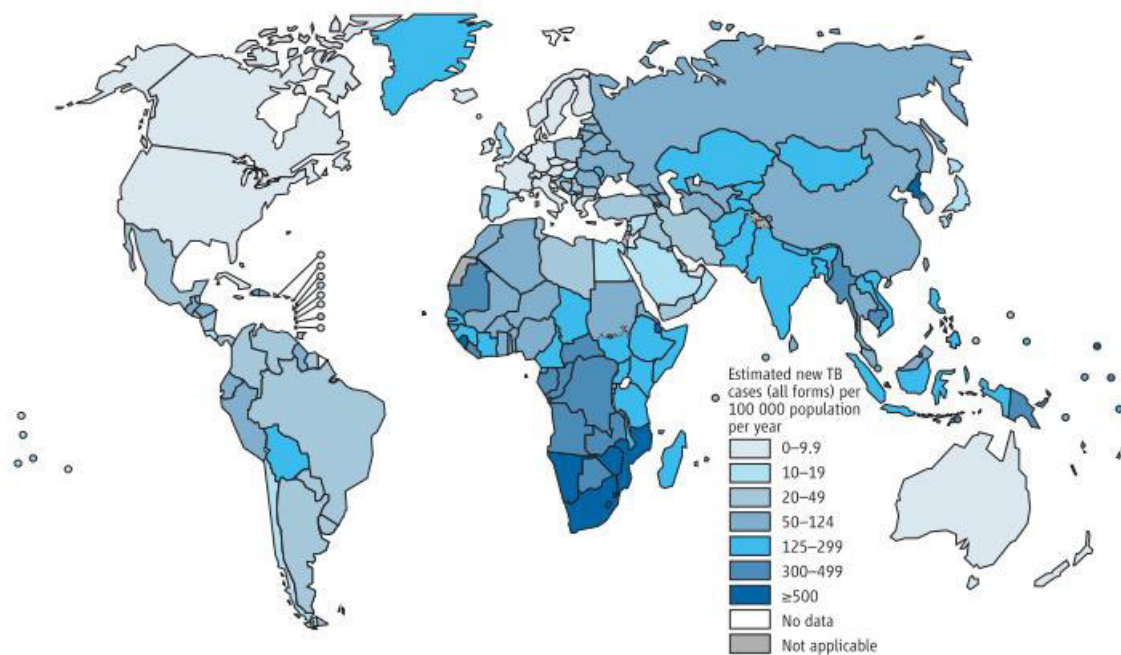 Estimated new TB
cases (all forms) per
100 000 population
per year
0–9.9
10–19
20–49
50–124
125–299
300–499
≥500
No data
Not applicable